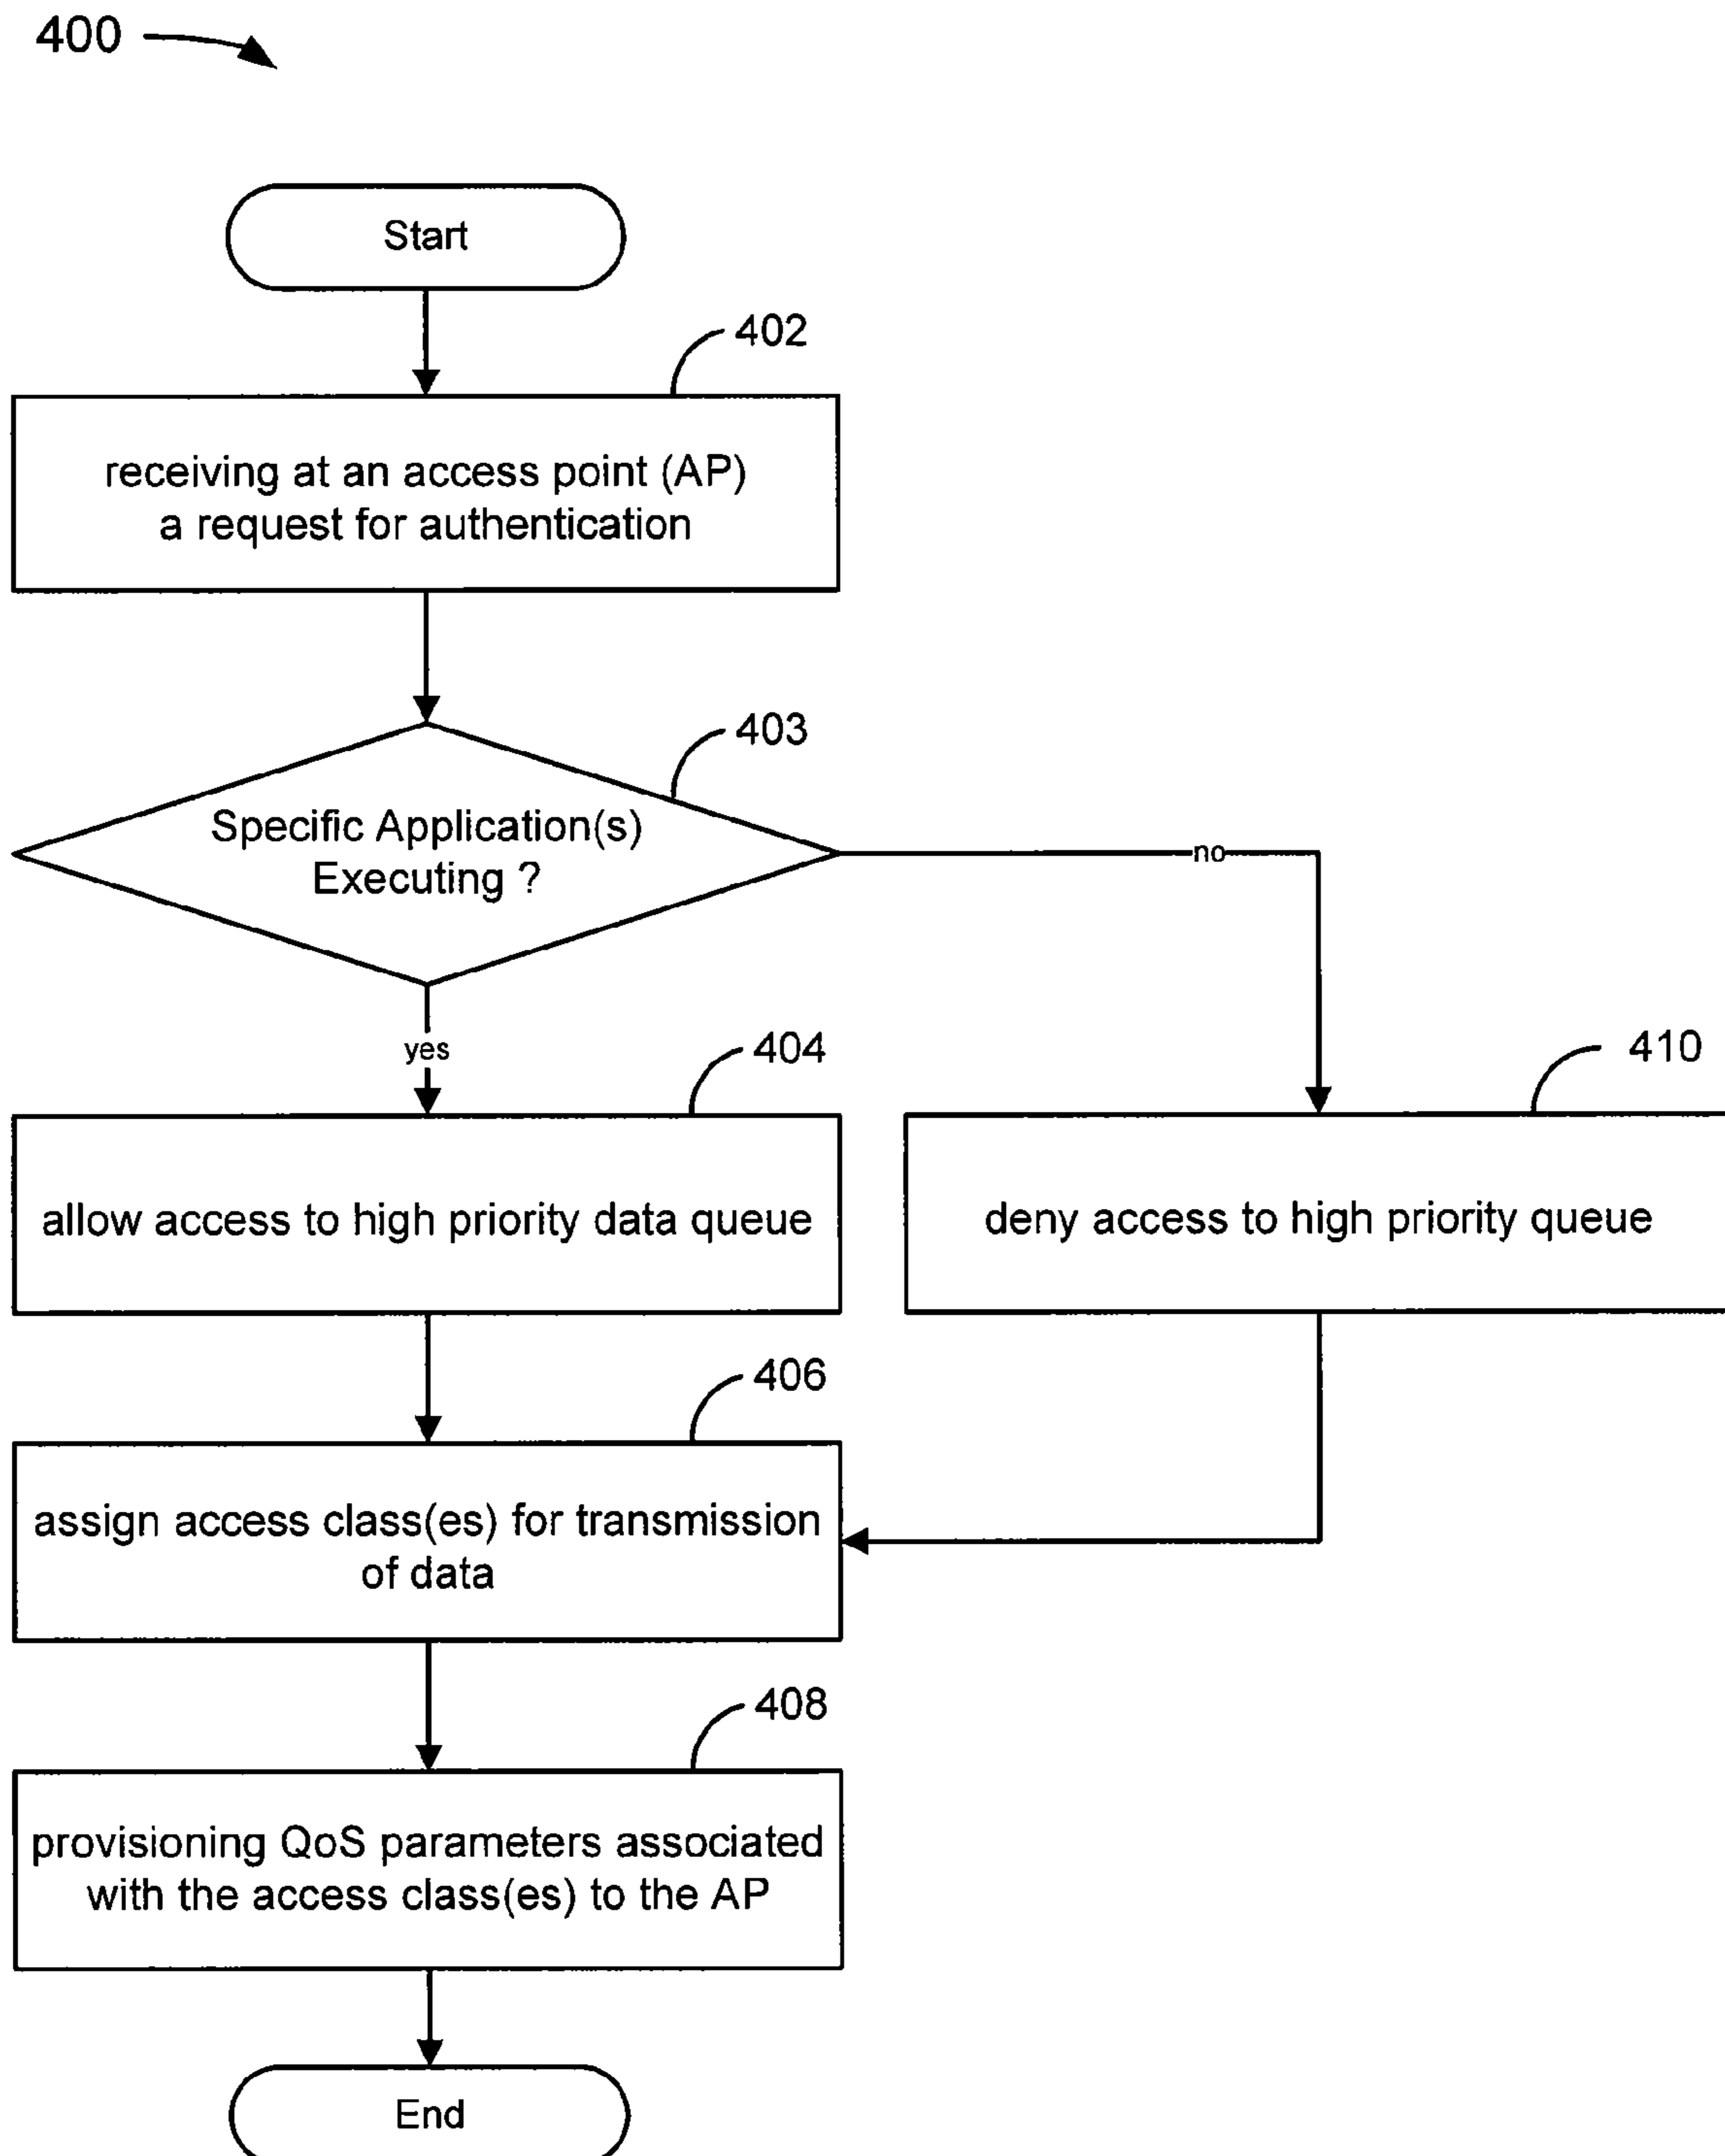 400
Start
402
receiving at an access point (AP)
a request for authentication
403
Specific Application(s)
Executing ?
no
yes
404
410
allow access to high priority data queue
deny access to high priority queue
406
assign access class(es) for transmission
of data
408
provisioning QoS parameters associated
with the access class(es) to the AP
End